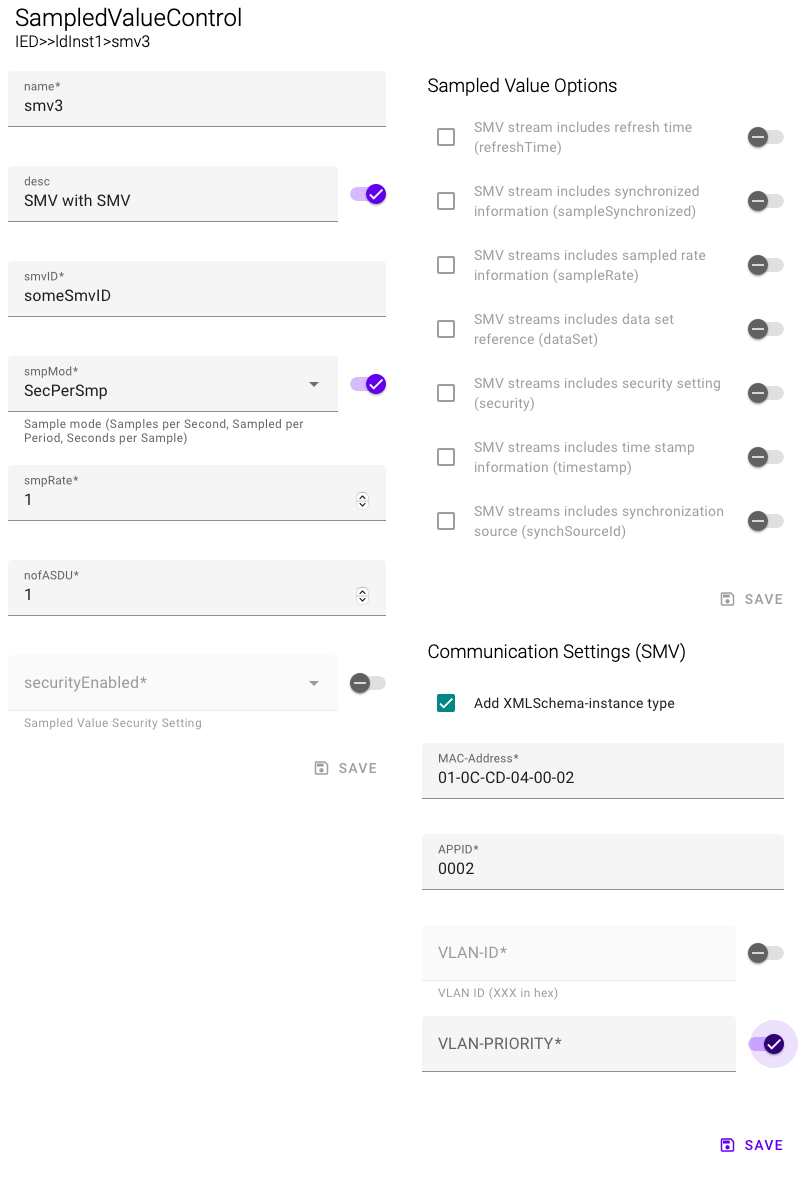 SampledValueControl
IED>>ldInst1>smv3
name*
smv3
desc
SMV with SMV
smvID*
someSmvID
smpMod*
SecPerSmp
Sample mode (Samples per Second, Sampled per
Period, Seconds per Sample)
smpRate*
1
nofASDU*
1
securityEnabled*
Sampled Value Security Setting
SAVE
Sampled Value Options
SMV stream includes refresh time
(refreshTime)
SMV streams includes synchronized
information (sampleSynchronized)
SMV streams includes sampled rate
information (sampleRate)
SMV streams includes data set
reference (dataSet)
SMV streams includes security setting
(security)
SMV streams includes time stamp
information (timestamp)
SMV streams includes synchronization
source (synchSourceId)
SAVE
Communication Settings (SMV)
Add XMLSchema-instance type
MAC-Address*
01-0C-CD-04-00-02
APPID*
0002
VLAN-ID*
VLAN ID (XXX in hex)
VLAN-PRIORITY*
SAVE